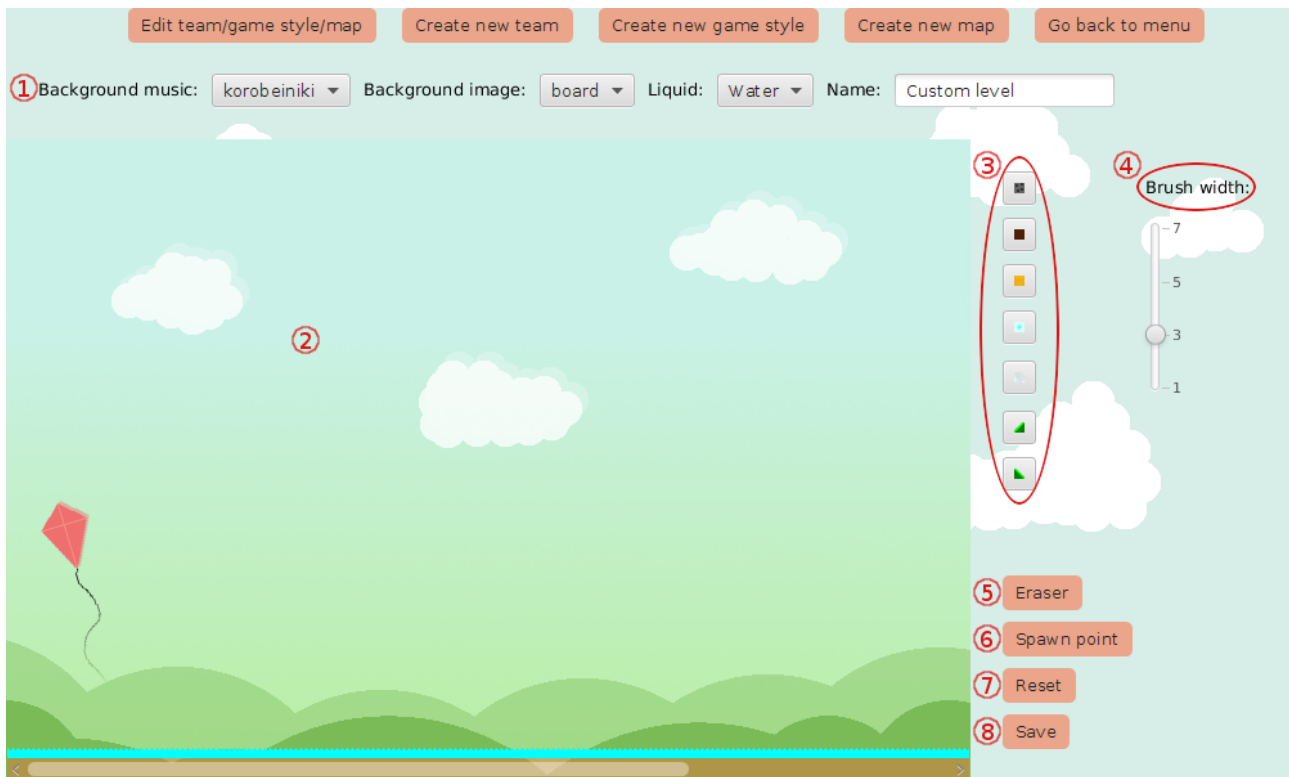 Edit team/game style/map Create new team Create new game style Create new map Go back to menu
① Background music: korobeiniki Background image: board Liquid: Water Name: Custom level
③ ④
Brush width:
7
5
② 3
1
⑤ Eraser
⑥ Spawn point
⑦ Reset
⑧ Save